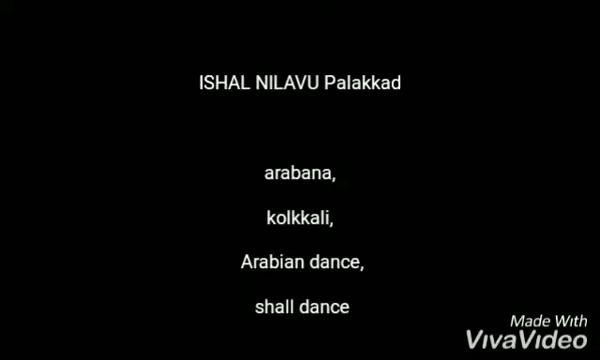 ISHAL NILAVU Palakkad
arabana,
kolkkali,
Arabian dance,
shall dance
Made With
VivaVideo